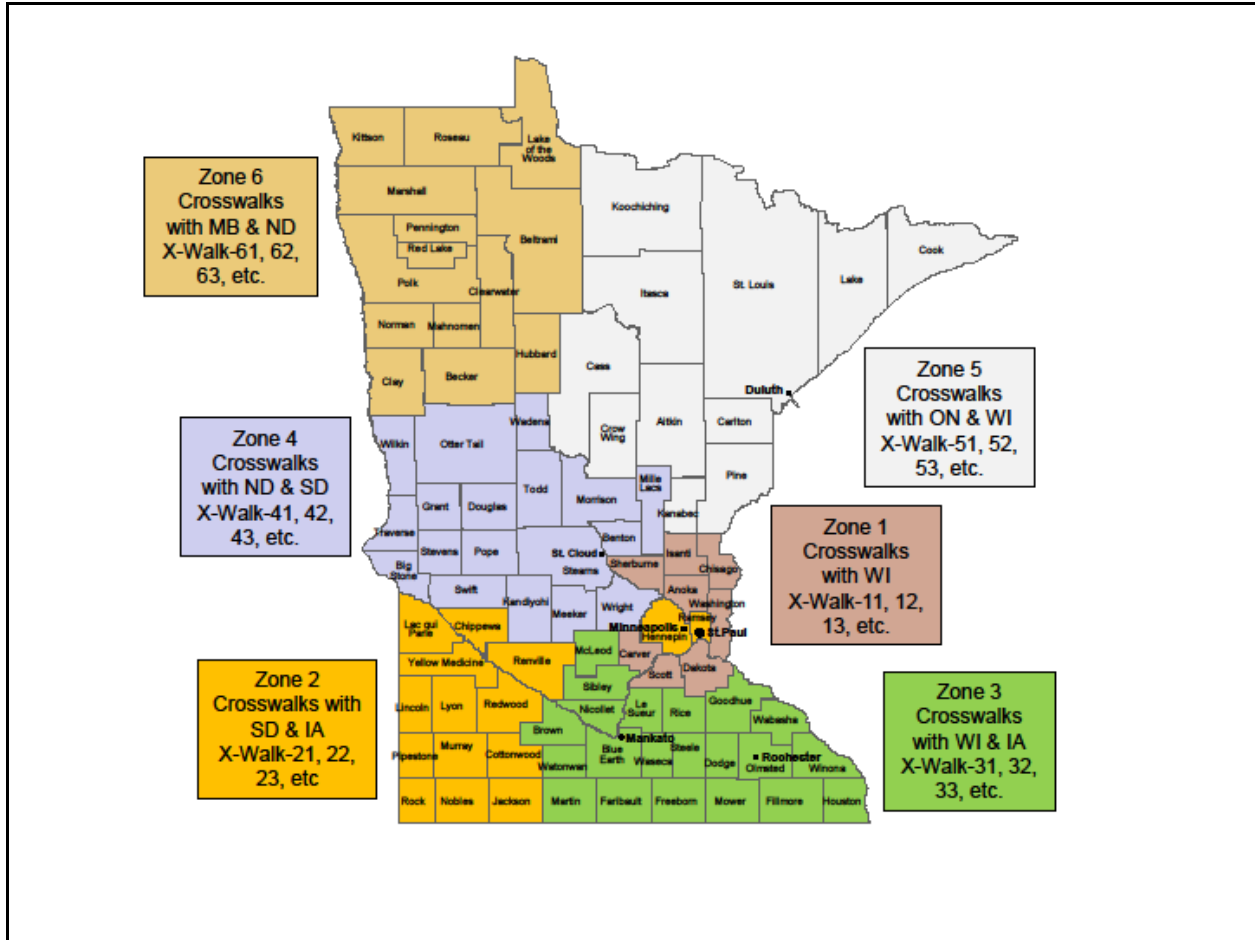 Kittson
Roseau
Lake
of the
Woods
Zone 6
Crosswalks
with MB & ND
X-Walk-61, 62,
63, etc.
Marshall
Koochiching
Pennington
Red Lake
Beltrami
Cook
Polk
Clearwater
Itasca
St. Louis
Lake
Norman
Mahnomen
Hubbard
Cass
Clay
Becker
Zone 5
Crosswalks
with ON & WI
X-Walk-51, 52,
53, etc.
Duluth
Zone 4
Crosswalks
with ND & SD
X-Walk-41, 42,
43, etc.
Wilkin
Otter Tail
Wadena
Crow
Wing
Aitkin
Carlton
Pine
Mille
Lacs
Todd
Morrison
Grant
Douglas
Kanabec
Traverse
Benton
Zone 1
Crosswalks
with WI
X-Walk-11, 12,
13, etc.
Big
Stone
Stevens
Pope
St. Cloud
Stearns
Sherburne
Isanti
Chisago
Swift
Kandiyohi
Meeker
Wright
Anoka
Washington
Ramsey
Lac qui
Parle
Chippewa
Minneapolis
Hennepin
St.Paul
McLeod
Carver
Yellow Medicine
Renville
Scott
Dakota
Zone 2
Crosswalks with
SD & IA
X-Walk-21, 22,
23, etc
Sibley
Lincoln
Lyon
Redwood
Nicollet
Le
Sueur
Rice
Goodhue
Wabasha
Zone 3
Crosswalks
with WI & IA
X-Walk-31, 32,
33, etc.
Brown
Mankato
Pipestone
Murray
Cottonwood
Watonwan
Blue
Earth
Waseca
Steele
Dodge
Rochester
Olmsted
Winona
Rock
Nobles
Jackson
Martin
Faribault
Freeborn
Mower
Fillmore
Houston